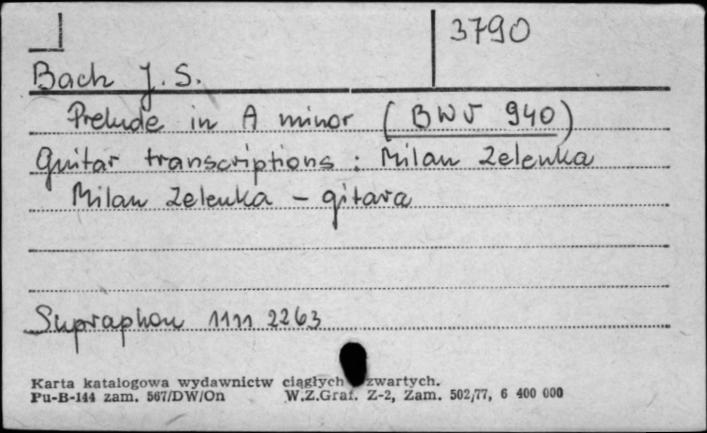 3790
Bach J. S.
Prelude in A minor (BWV 940)
Guitar transcriptions : Milan Zelenka
Milan Zelenka - gitara
Supraphon 1111 2263
Karta katalogowa wydawnictw ciągłych zwartych.
Pu-B-144 zam. 567/DW/On W.Z.Graf. Z-2, Zam. 502/77, 6 400 000